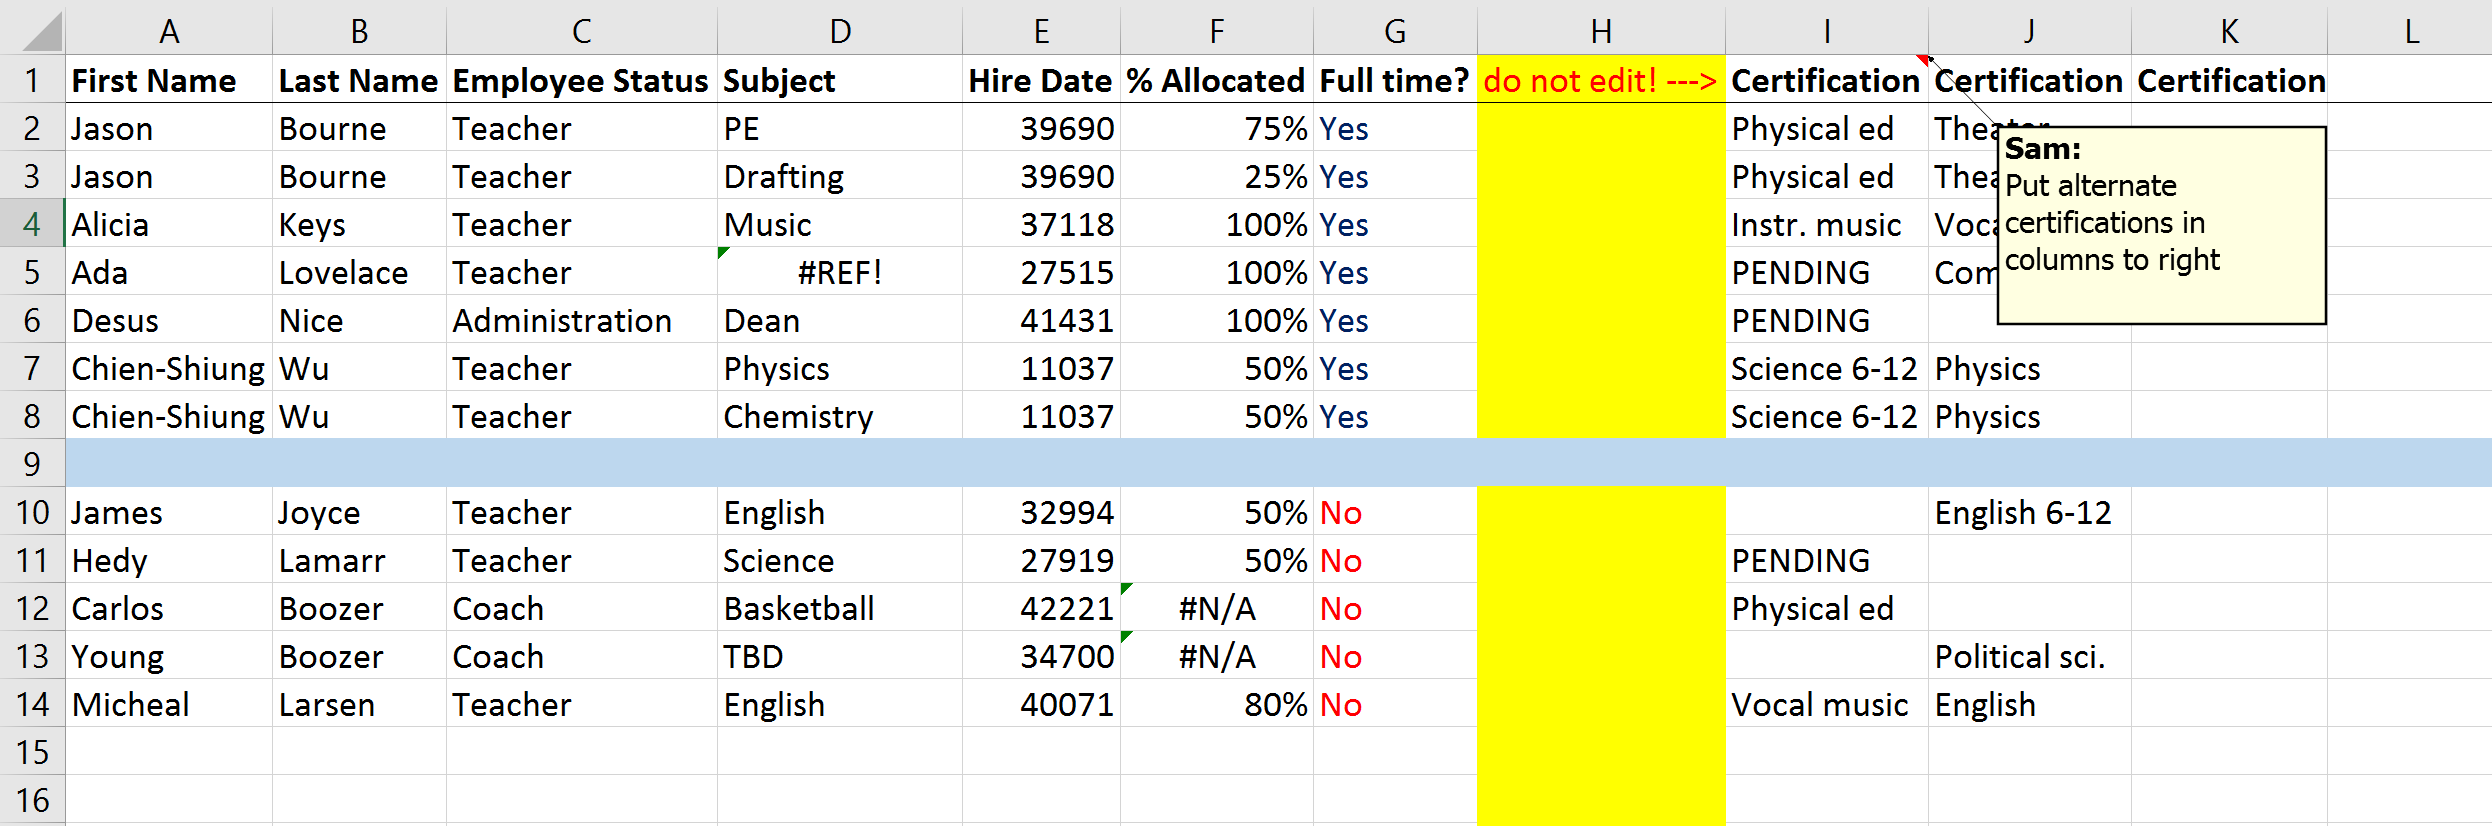 A B C D E F G H I J K L
1 First Name Last Name Employee Status Subject Hire Date % Allocated Full time? do not edit! ---> Certification Certification Certification
2 Jason Bourne Teacher PE 39690 75% Yes Physical ed
3 Jason Bourne Teacher Drafting 39690 25% Yes Physical ed
4 Alicia Keys Teacher Music 37118 100% Yes Instr. music
5 Ada Lovelace Teacher #REF! 27515 100% Yes PENDING
6 Desus Nice Administration Dean 41431 100% Yes PENDING
Sam:
Put alternate
certifications in
columns to right
7 Chien-Shiung Wu Teacher Physics 11037 50% Yes Science 6-12 Physics
8 Chien-Shiung Wu Teacher Chemistry 11037 50% Yes Science 6-12 Physics
9
10 James Joyce Teacher English 32994 50% No English 6-12
11 Hedy Lamarr Teacher Science 27919 50% No PENDING
12 Carlos Boozer Coach Basketball 42221 #N/A No Physical ed
13 Young Boozer Coach TBD 34700 #N/A No Political sci.
14 Micheal Larsen Teacher English 40071 80% No Vocal music English
15
16